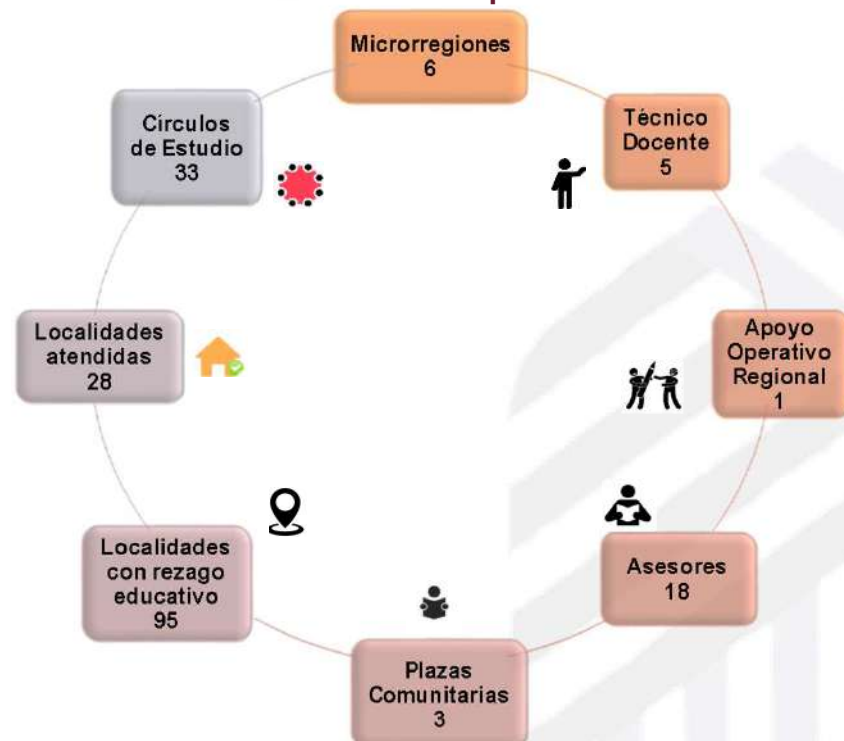 Microrregiones
6
Técnico
Docente
5
Apoyo
Operativo
Regional
1
Asesores
18
Plazas
Comunitarias
3
Localidades
con rezago
educativo
95
Localidades
atendidas
28
Círculos
de Estudio
33